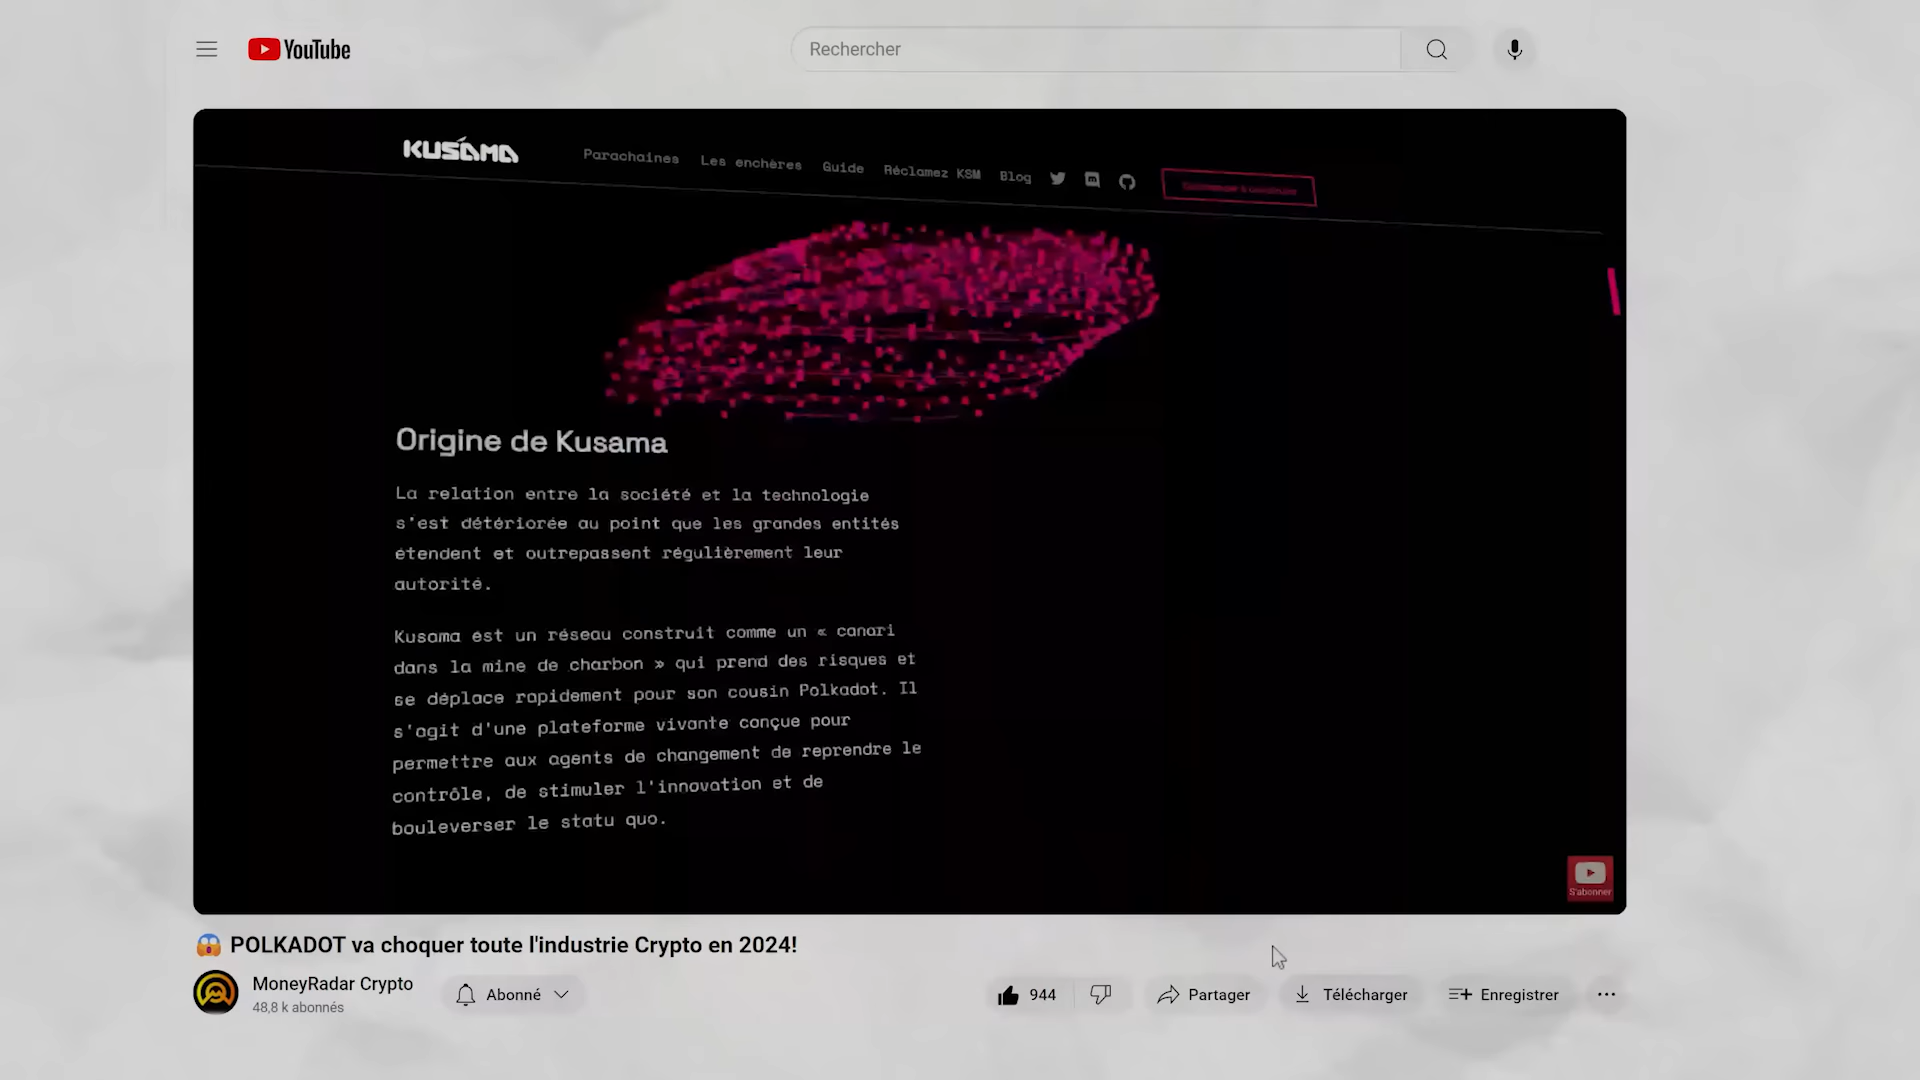 YouTube
Rechercher
KUSAMA
Parachaines Les enchères Guide Réclamez KSM Blog
Origine de Kusama
La relation entre la société et la technologie
s'est détériorée au point que les grandes entités
étendent et outrepassent régulièrement leur
autorité.
Kusama est un réseau construit comme un « canari
dans la mine de charbon » qui prend des risques et
se déplace rapidement pour son cousin Polkadot. Il
s'agit d'une plateforme vivante conçue pour
permettre aux agents de changement de reprendre le
contrôle, de stimuler l'innovation et de
bouleverser le statu quo.
S'abonner
😱 POLKADOT va choquer toute l'industrie Crypto en 2024!
MoneyRadar Crypto
48,8 k abonnés
Abonné
944
Partager
Télécharger
Enregistrer